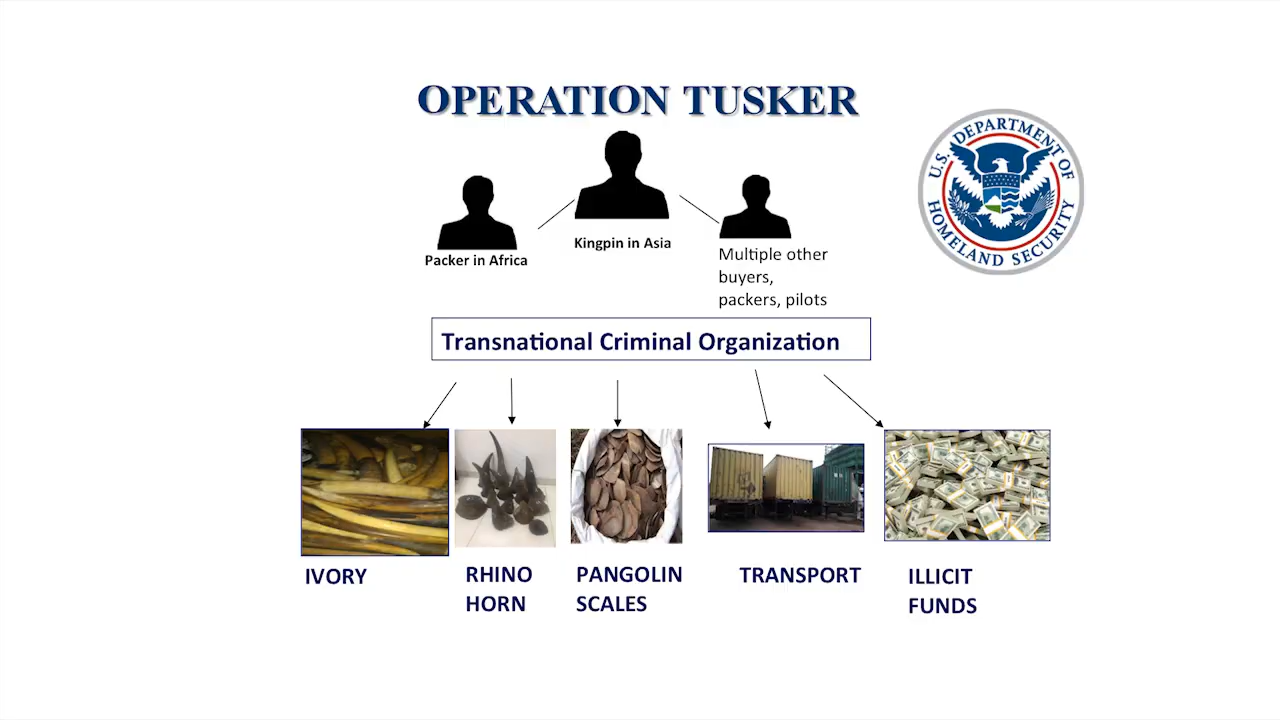 OPERATION TUSKER
U.S. DEPARTMENT OF
HOMELAND SECURITY
Packer in Africa
Kingpin in Asia
Multiple other
buyers,
packers, pilots
Transnational Criminal Organization
IVORY
RHINO
HORN
PANGOLIN
SCALES
TRANSPORT
ILLICIT
FUNDS